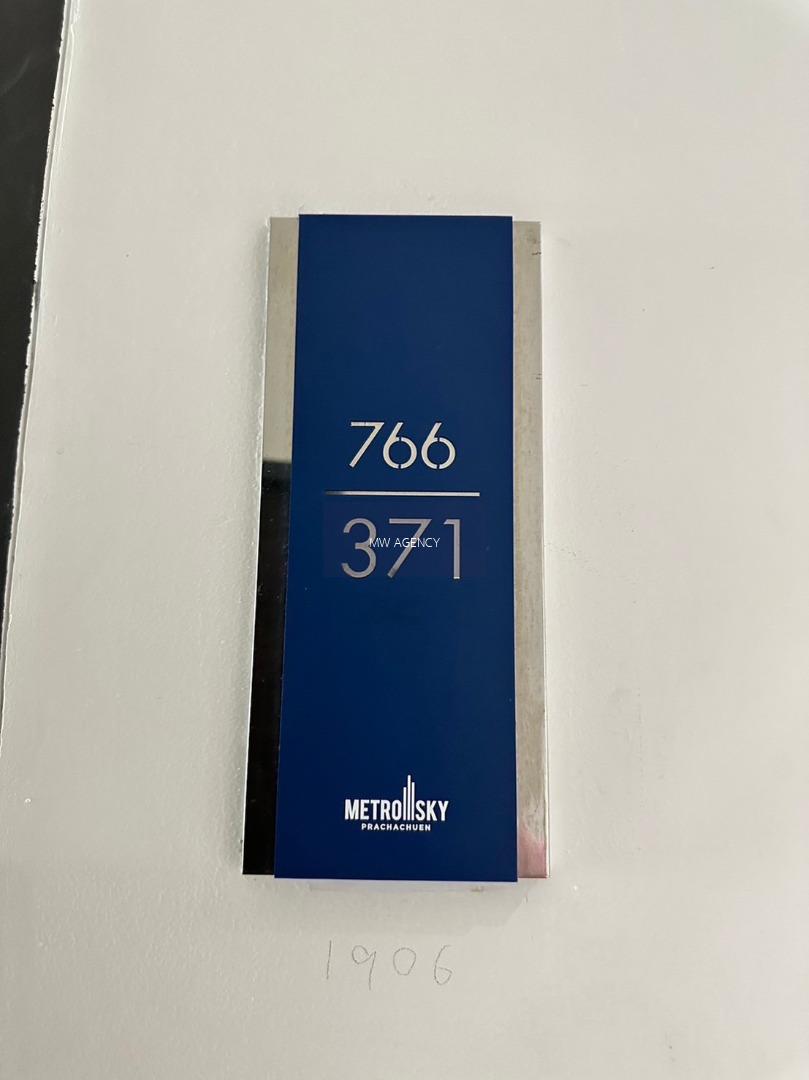 766
371
MW AGENCY
METRO SKY
PRACHACHUEN
1906